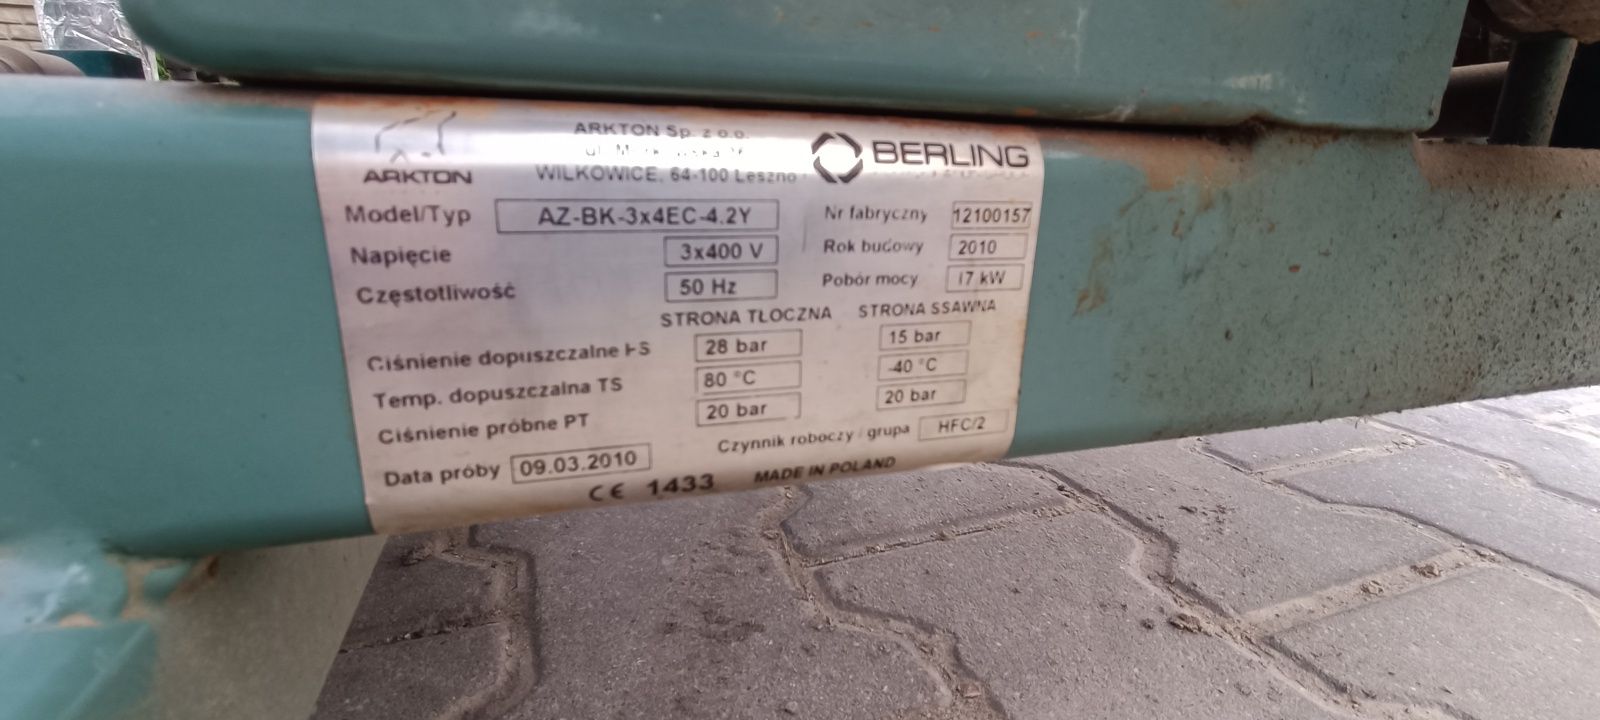 ARKTON
ARKTON Sp. z o.o.
ul.
WILKOWICE, 64-100 Leszno
BERLING
Model/Typ AZ-BK-3x4EC-4.2Y
Nr fabryczny 12100157
Napięcie 3x400 V
Rok budowy 2010
Częstotliwość 50 Hz
Pobór mocy 17 kW
STRONA TŁOCZNA STRONA SSAWNA
Ciśnienie dopuszczalne PS 28 bar 15 bar
Temp. dopuszczalna TS 80 °C -40 °C
Ciśnienie próbne PT 20 bar 20 bar
Czynnik roboczy / grupa HFC/2
Data próby 09.03.2010
CE 1433 MADE IN POLAND